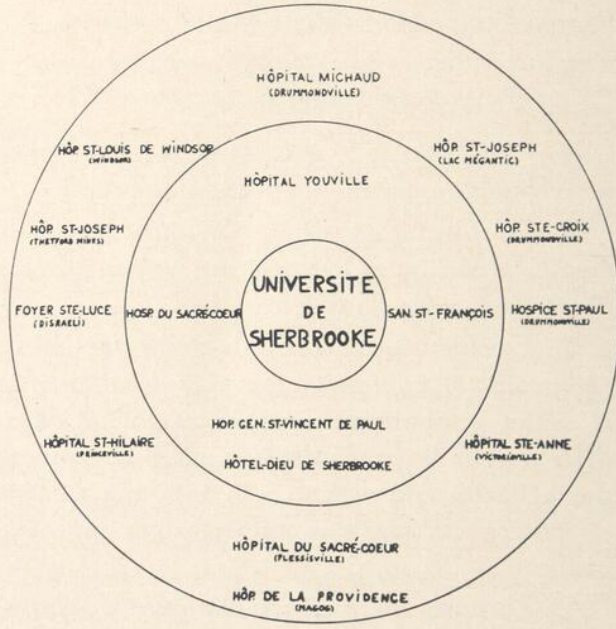 HÔPITAL MICHAUD
(DRUMMONDVILLE)
HÔP. ST-LOUIS DE WINDSOR
(WINDSOR)
HÔP. ST-JOSEPH
(LAC MÉGANTIC)
HÔPITAL YOUVILLE
HÔP. ST-JOSEPH
(THETFORD MINES)
HÔP. STE-CROIX
(DRUMMONDVILLE)
UNIVERSITE
DE
SHERBROOKE
FOYER STE-LUCE
(DISRAELI)
HOSP. DU SACRÉ-COEUR
SAN. ST-FRANÇOIS
HOSPICE ST-PAUL
(DRUMMONVILLE)
HOP. GEN. ST-VINCENT DE PAUL
HÔPITAL ST-HILAIRE
(PRINCEVILLE)
HÔPITAL STE-ANNE
(VICTORIAVILLE)
HÔTEL-DIEU DE SHERBROOKE
HÔPITAL DU SACRÉ-COEUR
(PLESSISVILLE)
HÔP. DE LA PROVIDENCE
(MAGOG)